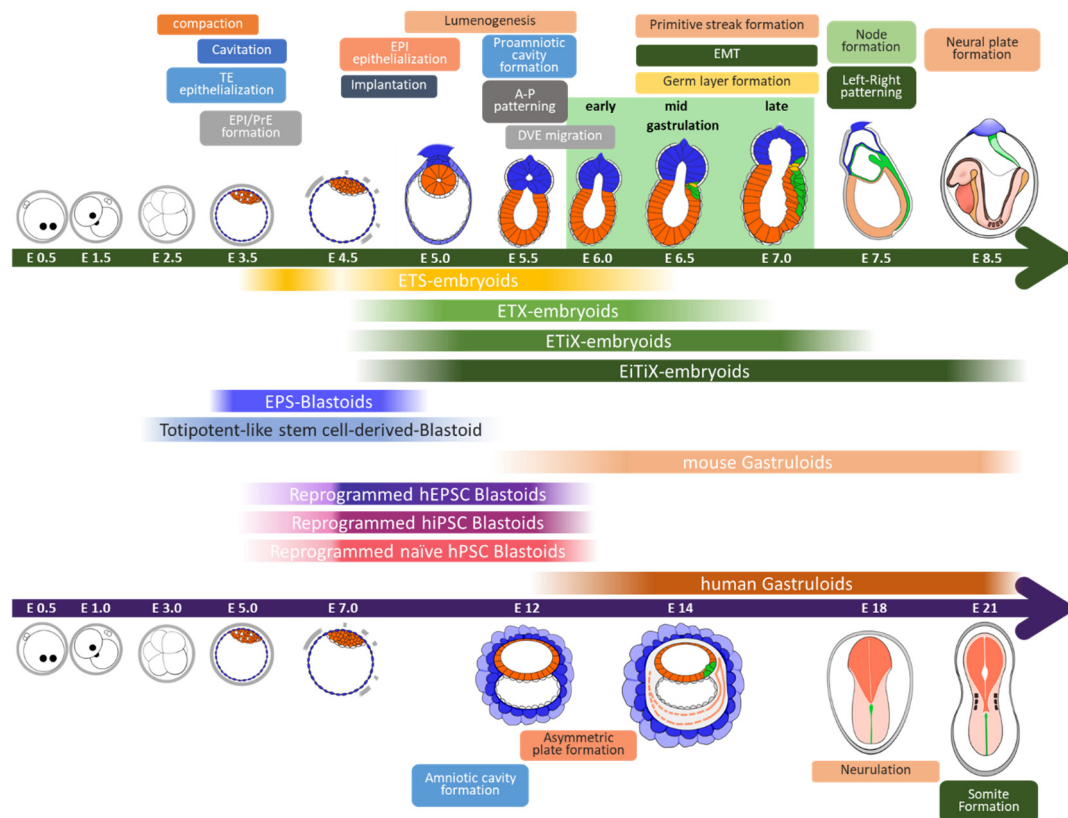 compaction
Lumenogenesis
Primitive streak formation
Cavitation
EPI
epithelialization
Proamniotic
cavity
formation
EMT
Node
formation
Neural plate
formation
TE
epithelialization
Implantation
A-P
patterning
Germ layer formation
Left-Right
patterning
EPI/PrE
formation
DVE migration
early
mid
late
gastrulation
E 0.5 E 1.5 E 2.5 E 3.5 E 4.5 E 5.0 E 5.5 E 6.0 E 6.5 E 7.0 E 7.5 E 8.5
ETS-embryoids
ETX-embryoids
ETiX-embryoids
EiTiX-embryoids
EPS-Blastoids
Totipotent-like stem cell-derived-Blastoid
mouse Gastruloids
Reprogrammed hEPSC Blastoids
Reprogrammed hiPSC Blastoids
Reprogrammed naïve hPSC Blastoids
human Gastruloids
E 0.5 E 1.0 E 3.0 E 5.0 E 7.0 E 12 E 14 E 18 E 21
Asymmetric
plate formation
Amniotic cavity
formation
Neurulation
Somite
Formation